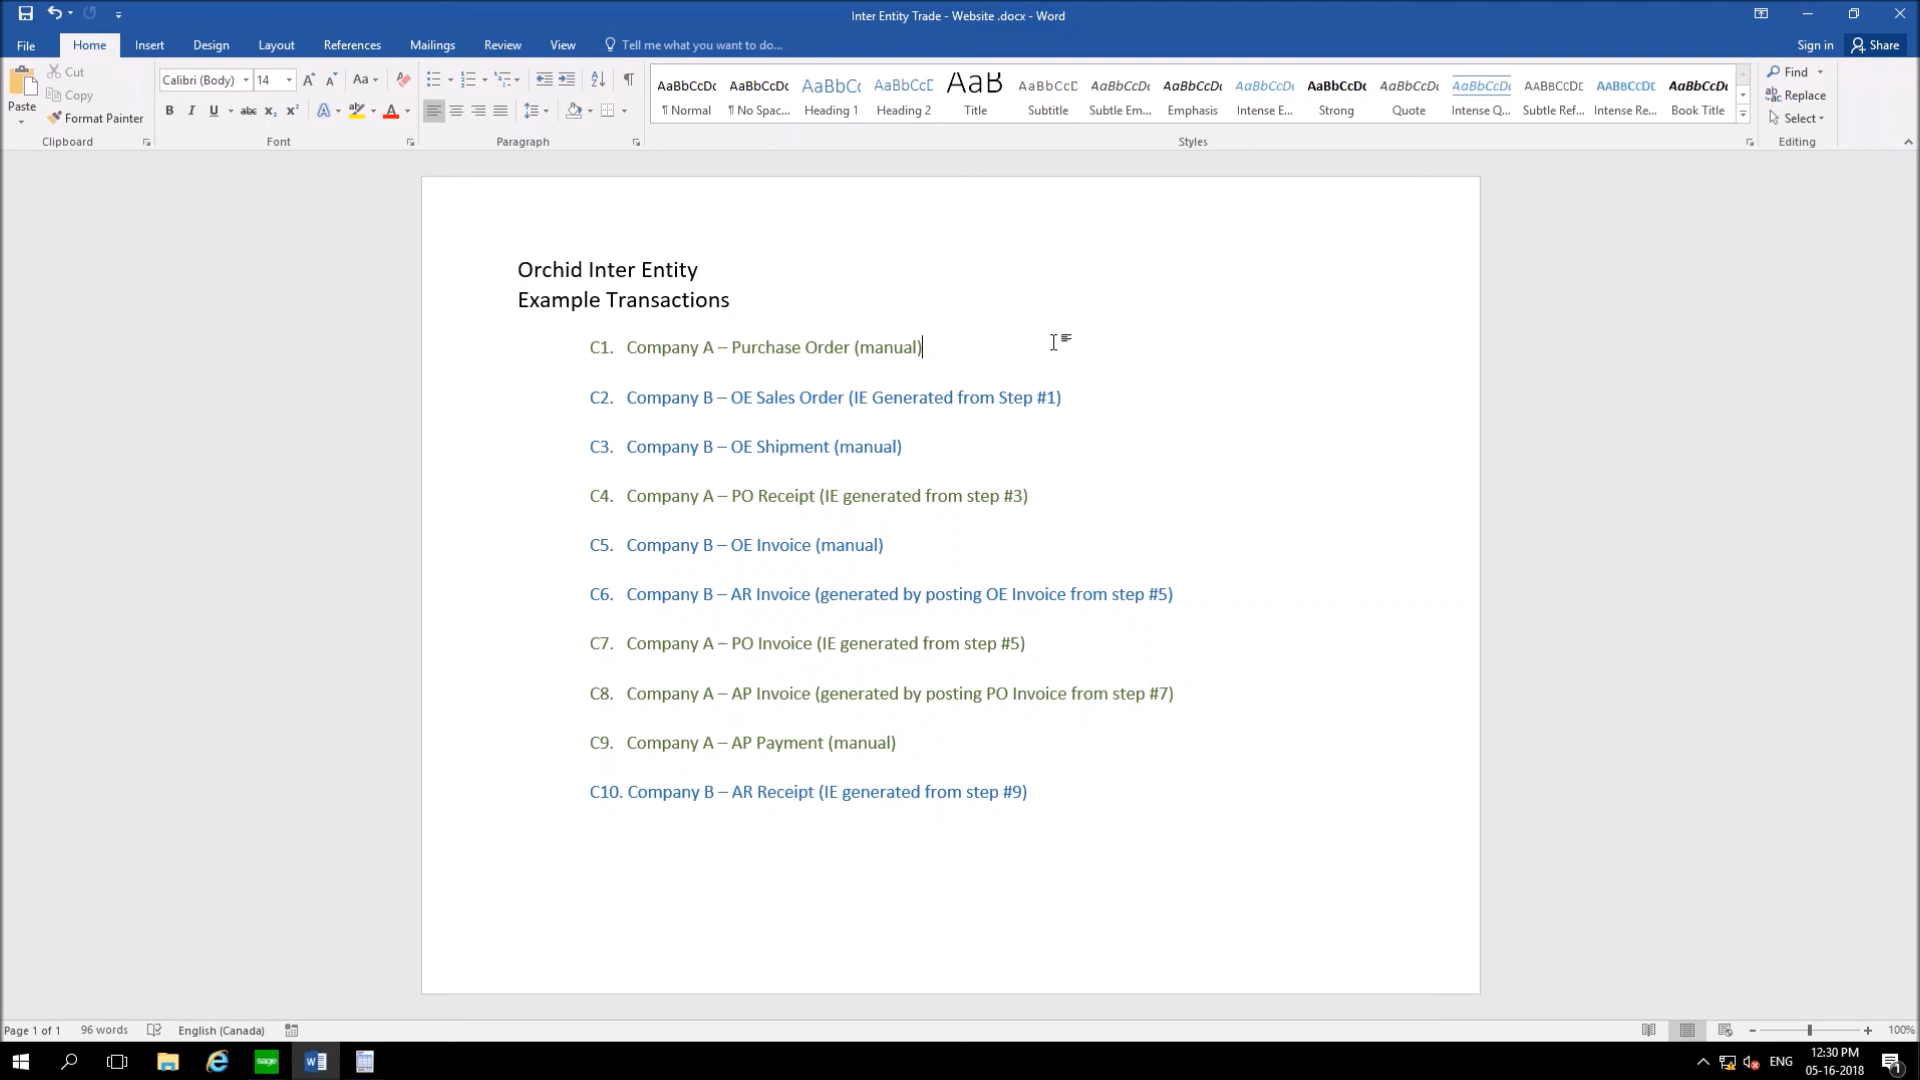 Inter Entity Trade - Website .docx - Word
File Home Insert Design Layout References Mailings Review View Tell me what you want to do... Sign in Share
Paste
Cut
Copy
Format Painter
Clipboard
Calibri (Body) 14
Font
Paragraph
AaBbCcDc AaBbCcDc AaBbCc AaBbCcD AaB AaBbCcD AaBbCcDc AaBbCcDc AaBbCcDc AaBbCcDc AaBbCcDc AaBbCcDc AABBCCDC AABBCCDC AaBbCcDc
¶ Normal ¶ No Spac... Heading 1 Heading 2 Title Subtitle Subtle Em... Emphasis Intense E... Strong Quote Intense Q... Subtle Ref... Intense Re... Book Title
Styles
Find
Replace
Select
Editing
Orchid Inter Entity
Example Transactions
C1. Company A – Purchase Order (manual)
C2. Company B – OE Sales Order (IE Generated from Step #1)
C3. Company B – OE Shipment (manual)
C4. Company A – PO Receipt (IE generated from step #3)
C5. Company B – OE Invoice (manual)
C6. Company B – AR Invoice (generated by posting OE Invoice from step #5)
C7. Company A – PO Invoice (IE generated from step #5)
C8. Company A – AP Invoice (generated by posting PO Invoice from step #7)
C9. Company A – AP Payment (manual)
C10. Company B – AR Receipt (IE generated from step #9)
Page 1 of 1 96 words English (Canada) 100%
sage
ENG
12:30 PM
05-16-2018
1